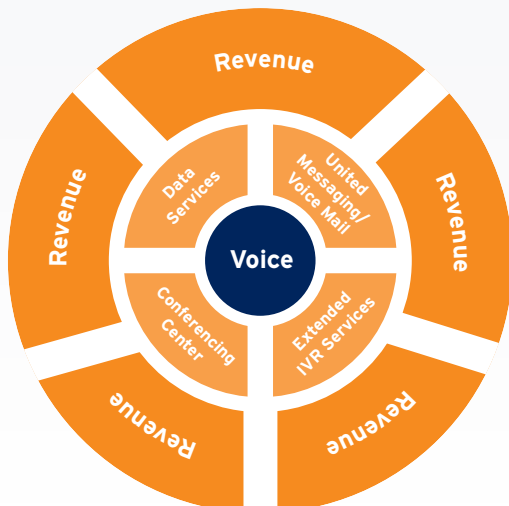 Revenue
Revenue
Revenue
Data
Services
United
Messaging/
Voice Mail
Voice
Conferencing
Center
Extended
IVR Services
Revenue
Revenue